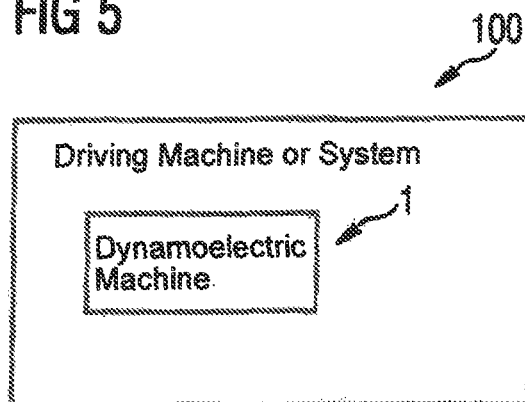 FIG 5
100
Driving Machine or System
1
Dynamoelectric
Machine